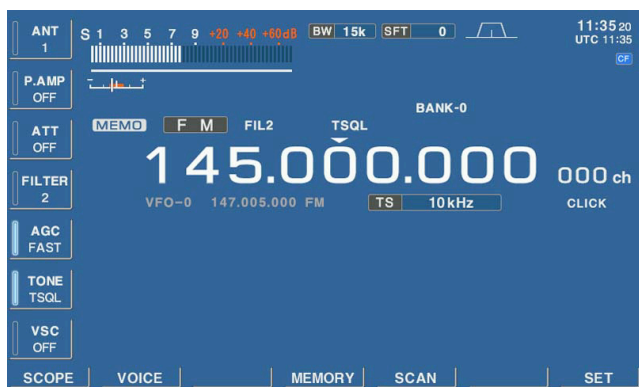 ANT
1
S 1 3 5 7 9 +20 +40 +60dB
BW 15k
SFT 0
11:35 20
UTC 11:35
CF
P.AMP
OFF
- +
BANK-0
ATT
OFF
MEMO F M FIL2 TSQL
145.000.000
000 ch
FILTER
2
VFO-0 147.005.000 FM
TS 10kHz
CLICK
AGC
FAST
TONE
TSQL
VSC
OFF
SCOPE VOICE MEMORY SCAN SET